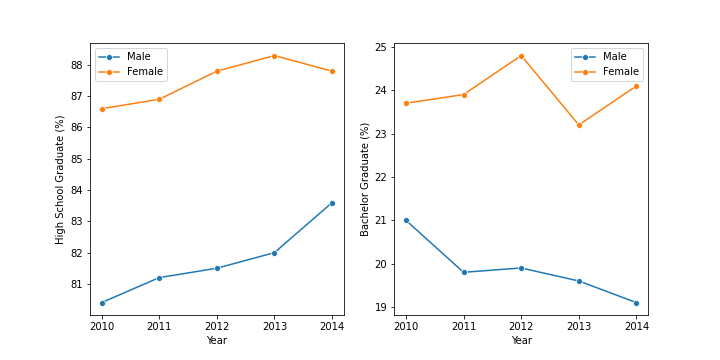 Male
Female
88
87
86
85
84
83
82
81
High School Graduate (%)
2010 2011 2012 2013 2014
Year
Male
Female
25
24
23
22
21
20
19
Bachelor Graduate (%)
2010 2011 2012 2013 2014
Year